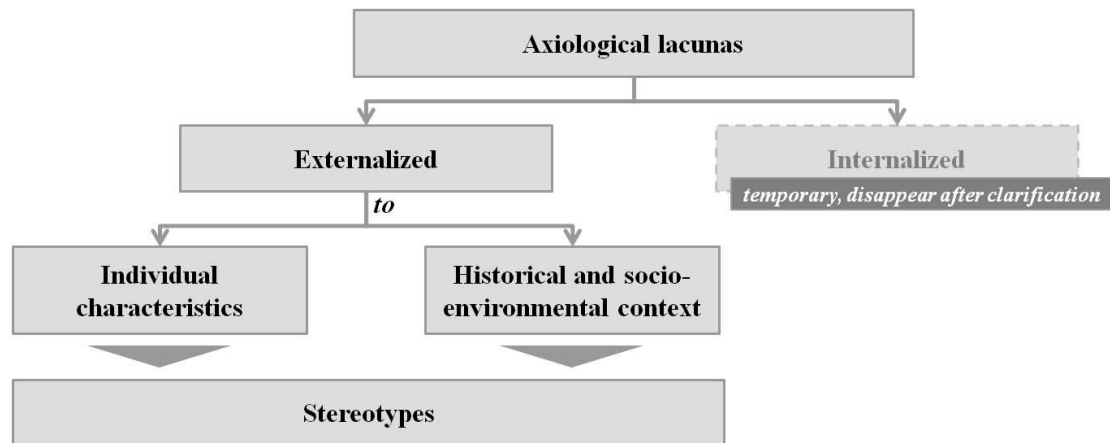 Axiological lacunas
Externalized
Internalized
temporary, disappear after clarification
to
Individual
characteristics
Historical and socio-
environmental context
Stereotypes